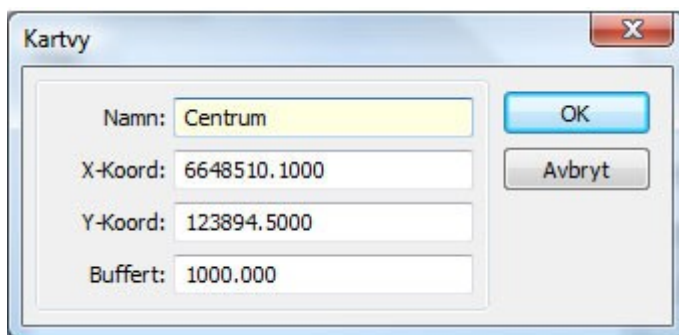 Kartvy
Namn: Centrum
OK
X-Koord: 6648510.1000
Avbryt
Y-Koord: 123894.5000
Buffert: 1000.000